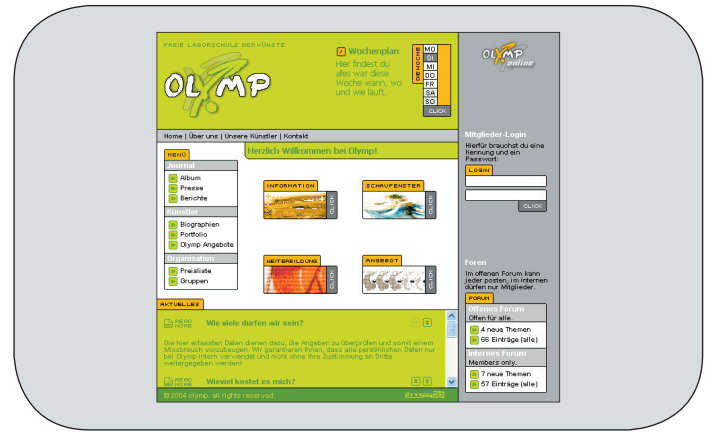 FREIE LABORSCHULE DER KÜNSTE
OLYMP
Wochenplan
Hier findest du
alles was diese
Woche wann, wo
und wie läuft.
DIE WOCHE
MO
DI
MI
DO
FR
SA
SO
CLICK
OLYMP
online
Home | Über uns | Unsere Künstler | Kontakt
MENÜ
Journal
Album
Presse
Berichte
Künstler
Biographien
Portfolio
Olymp Angebote
Organisation
Preisliste
Gruppen
Herzlich Willkommen bei Olymp!
INFORMATION
CLICK
SCHAUFENSTER
CLICK
WEITERBILDUNG
CLICK
ANGEBOT
CLICK
Mitglieder-Login
Hierfür brauchst du eine
Kennung und ein
Passwort:
LOGIN
CLICK
Foren
Im offenen Forum kann
jeder posten, im internen
dürfen nur Mitglieder.
FORUM
Offenes Forum
Offen für alle.
4 neue Themen
66 Einträge (alle)
Internes Forum
Members only.
7 neue Themen
57 Einträge (alle)
AKTUELLES
READ MORE
Wie viele dürfen wir sein?
Die hier erfassten Daten dienen dazu, die Angaben zu überprüfen und somit einem
Missbrauch vorzubeugen. Wir garantieren Ihnen, dass alle persönlichen Daten nur
bei Olymp intern verwendet und nicht ohne Ihre Zustimmung an Dritte
weitergegeben werden!
READ MORE
Wieviel kostet es mich?
© 2004 olymp. all rights reserved.